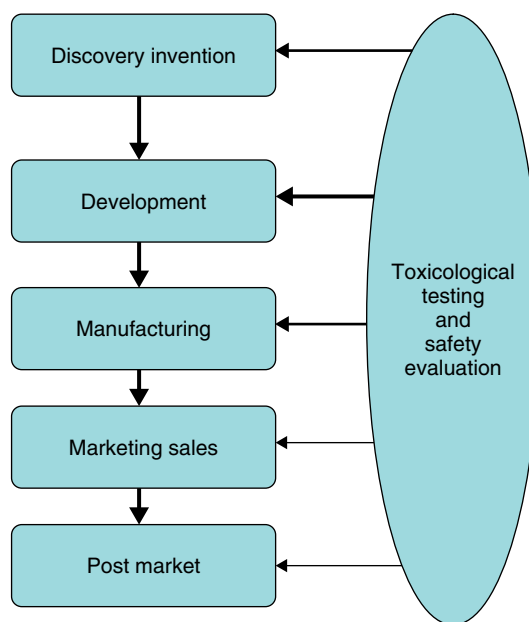 Discovery invention
Development
Manufacturing
Marketing sales
Post market
Toxicological
testing
and
safety
evaluation